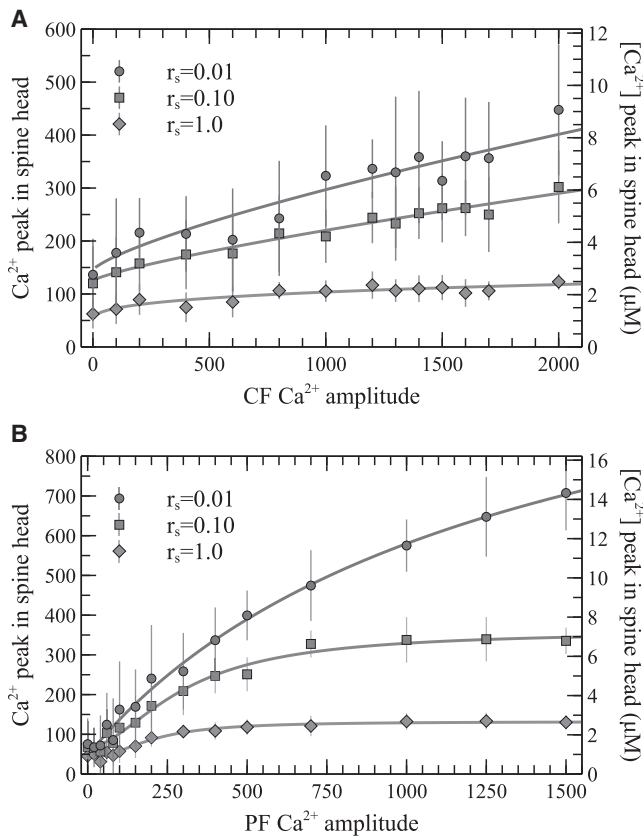 A
600
500
400
300
200
100
0
Ca²⁺ peak in spine head
rₛ=0.01
rₛ=0.10
rₛ=1.0
12
10
8
6
4
2
0
[Ca²⁺] peak in spine head (μM)
0 500 1000 1500 2000
CF Ca²⁺ amplitude
B
800
700
600
500
400
300
200
100
0
Ca²⁺ peak in spine head
rₛ=0.01
rₛ=0.10
rₛ=1.0
16
14
12
10
8
6
4
2
0
[Ca²⁺] peak in spine head (μM)
0 250 500 750 1000 1250 1500
PF Ca²⁺ amplitude